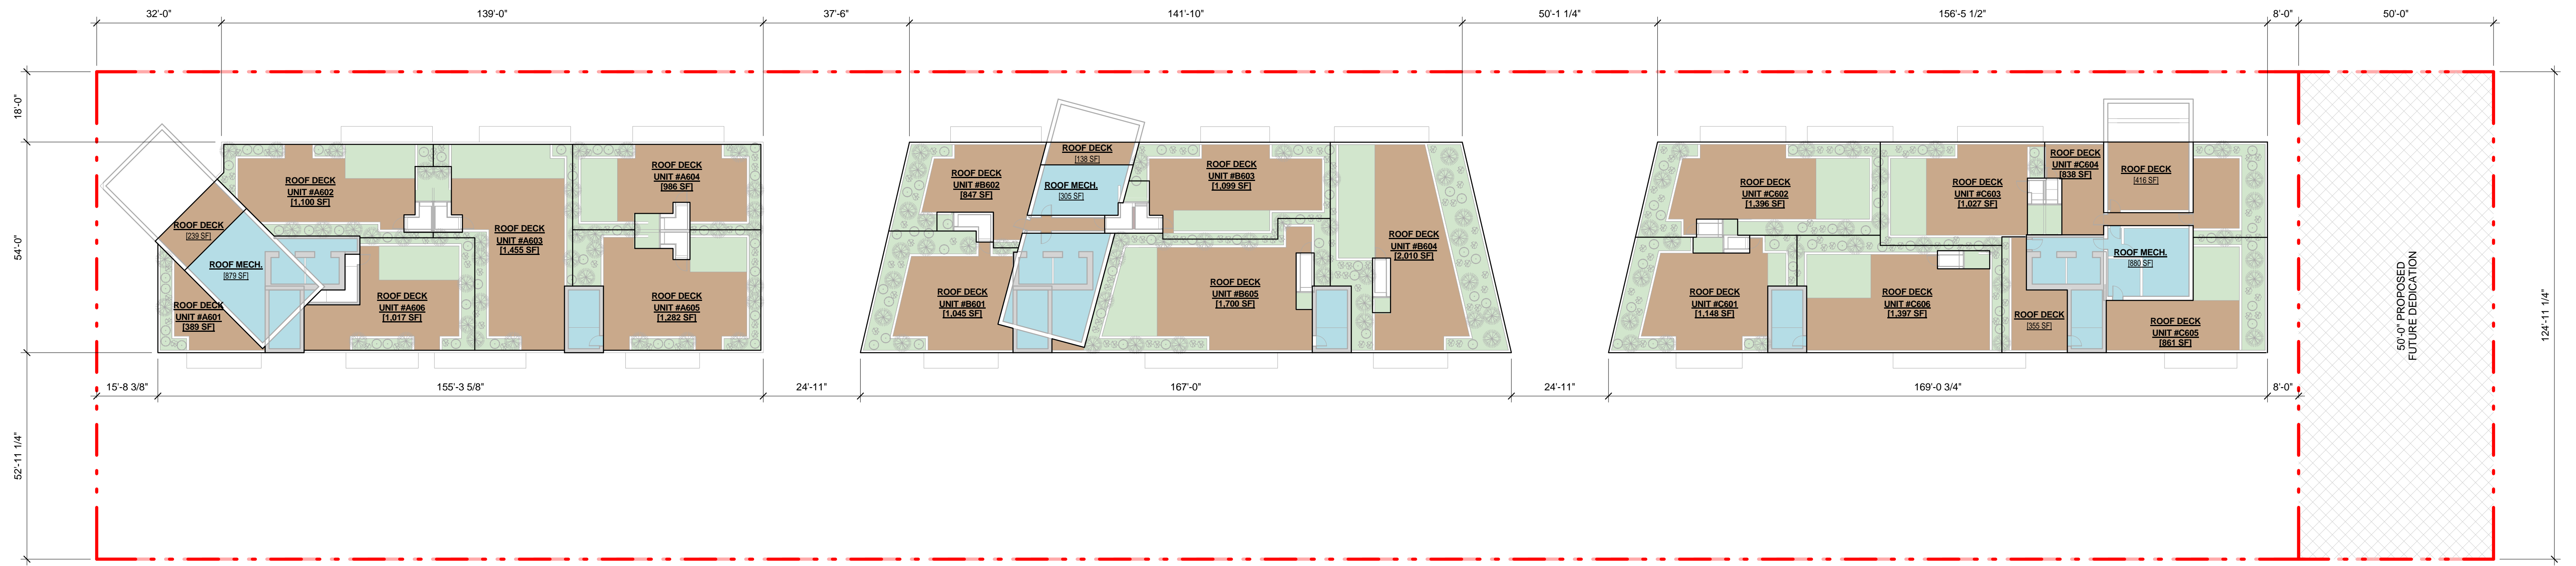 32'-0"
139'-0"
37'-6"
141'-10"
50'-1 1/4"
156'-5 1/2"
8'-0"
50'-0"
18'-0"
54'-0"
52'-11 1/4"
124'-11 1/4"
ROOF DECK
UNIT #A602
[1,100 SF]
ROOF DECK
UNIT #A604
[986 SF]
ROOF DECK
[239 SF]
ROOF DECK
UNIT #A603
[1,455 SF]
ROOF MECH.
[879 SF]
ROOF DECK
UNIT #A601
[389 SF]
ROOF DECK
UNIT #A606
[1,017 SF]
ROOF DECK
UNIT #A605
[1,282 SF]
ROOF DECK
[138 SF]
ROOF DECK
UNIT #B602
[847 SF]
ROOF MECH.
[305 SF]
ROOF DECK
UNIT #B603
[1,099 SF]
ROOF DECK
UNIT #B604
[2,010 SF]
ROOF DECK
UNIT #B601
[1,045 SF]
ROOF DECK
UNIT #B605
[1,700 SF]
ROOF DECK
UNIT #C602
[1,396 SF]
ROOF DECK
UNIT #C603
[1,027 SF]
ROOF DECK
UNIT #C604
[838 SF]
ROOF DECK
[416 SF]
ROOF MECH.
[880 SF]
ROOF DECK
UNIT #C601
[1,148 SF]
ROOF DECK
UNIT #C606
[1,397 SF]
ROOF DECK
[355 SF]
ROOF DECK
UNIT #C605
[861 SF]
50'-0" PROPOSED
FUTURE DEDICATION
15'-8 3/8"
155'-3 5/8"
24'-11"
167'-0"
24'-11"
169'-0 3/4"
8'-0"